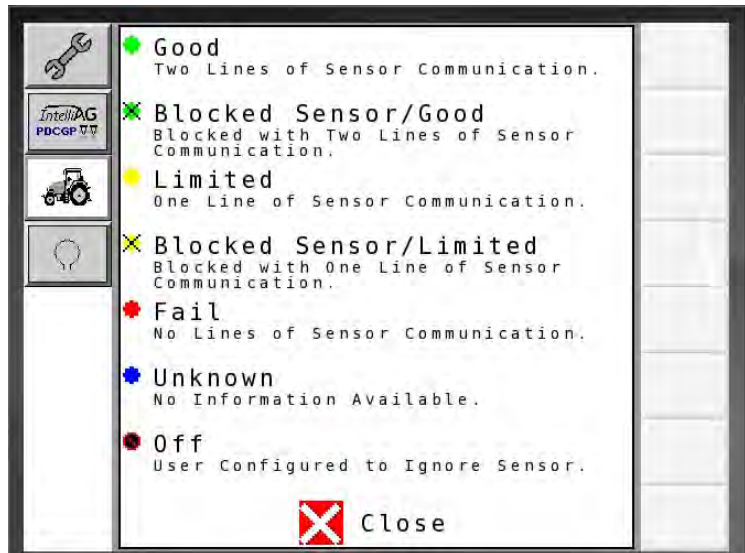 IntelliAG
PDCGP
Good
Two Lines of Sensor Communication.
Blocked Sensor/Good
Blocked with Two Lines of Sensor
Communication.
Limited
One Line of Sensor Communication.
Blocked Sensor/Limited
Blocked with One Line of Sensor
Communication.
Fail
No Lines of Sensor Communication.
Unknown
No Information Available.
Off
User Configured to Ignore Sensor.
Close